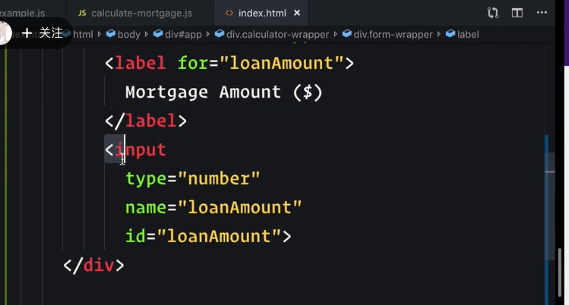 example.js calculate-mortgage.js index.html
关注
html > body > div#app > div.calculator-wrapper > div.form-wrapper > label
<label for="loanAmount">
Mortgage Amount ($)
</label>
<input
type="number"
name="loanAmount"
id="loanAmount">
</div>